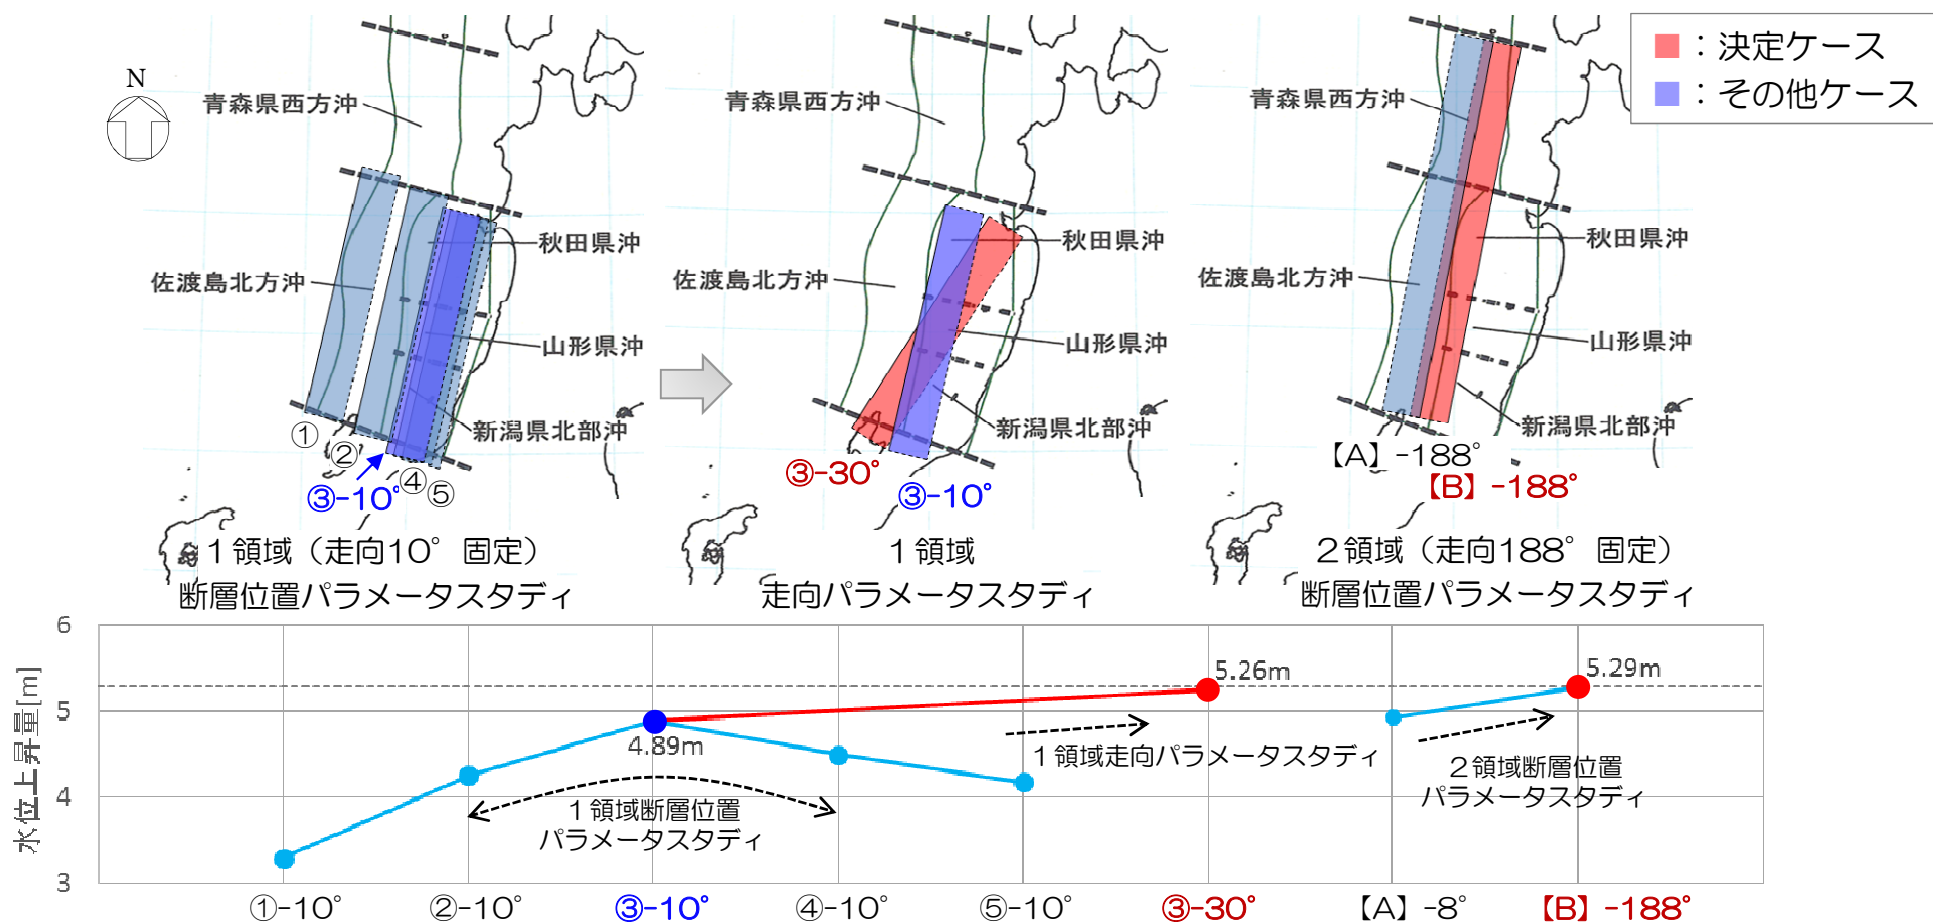 ■：決定ケース
■：その他ケース
N
青森県西方沖
秋田県沖
佐渡島北方沖
山形県沖
新潟県北部沖
①
②
③-10°
④
⑤
1領域（走向10°固定）
断層位置パラメータスタディ
青森県西方沖
秋田県沖
佐渡島北方沖
山形県沖
新潟県北部沖
③-30°
③-10°
1領域
走向パラメータスタディ
青森県西方沖
秋田県沖
佐渡島北方沖
山形県沖
新潟県北部沖
【A】-188°
【B】-188°
2領域（走向188°固定）
断層位置パラメータスタディ
水位上昇量[m]
6
5
4
3
4.89m
5.26m
5.29m
1領域断層位置
パラメータスタディ
1領域走向パラメータスタディ
2領域断層位置
パラメータスタディ
①-10°
②-10°
③-10°
④-10°
⑤-10°
③-30°
【A】-8°
【B】-188°